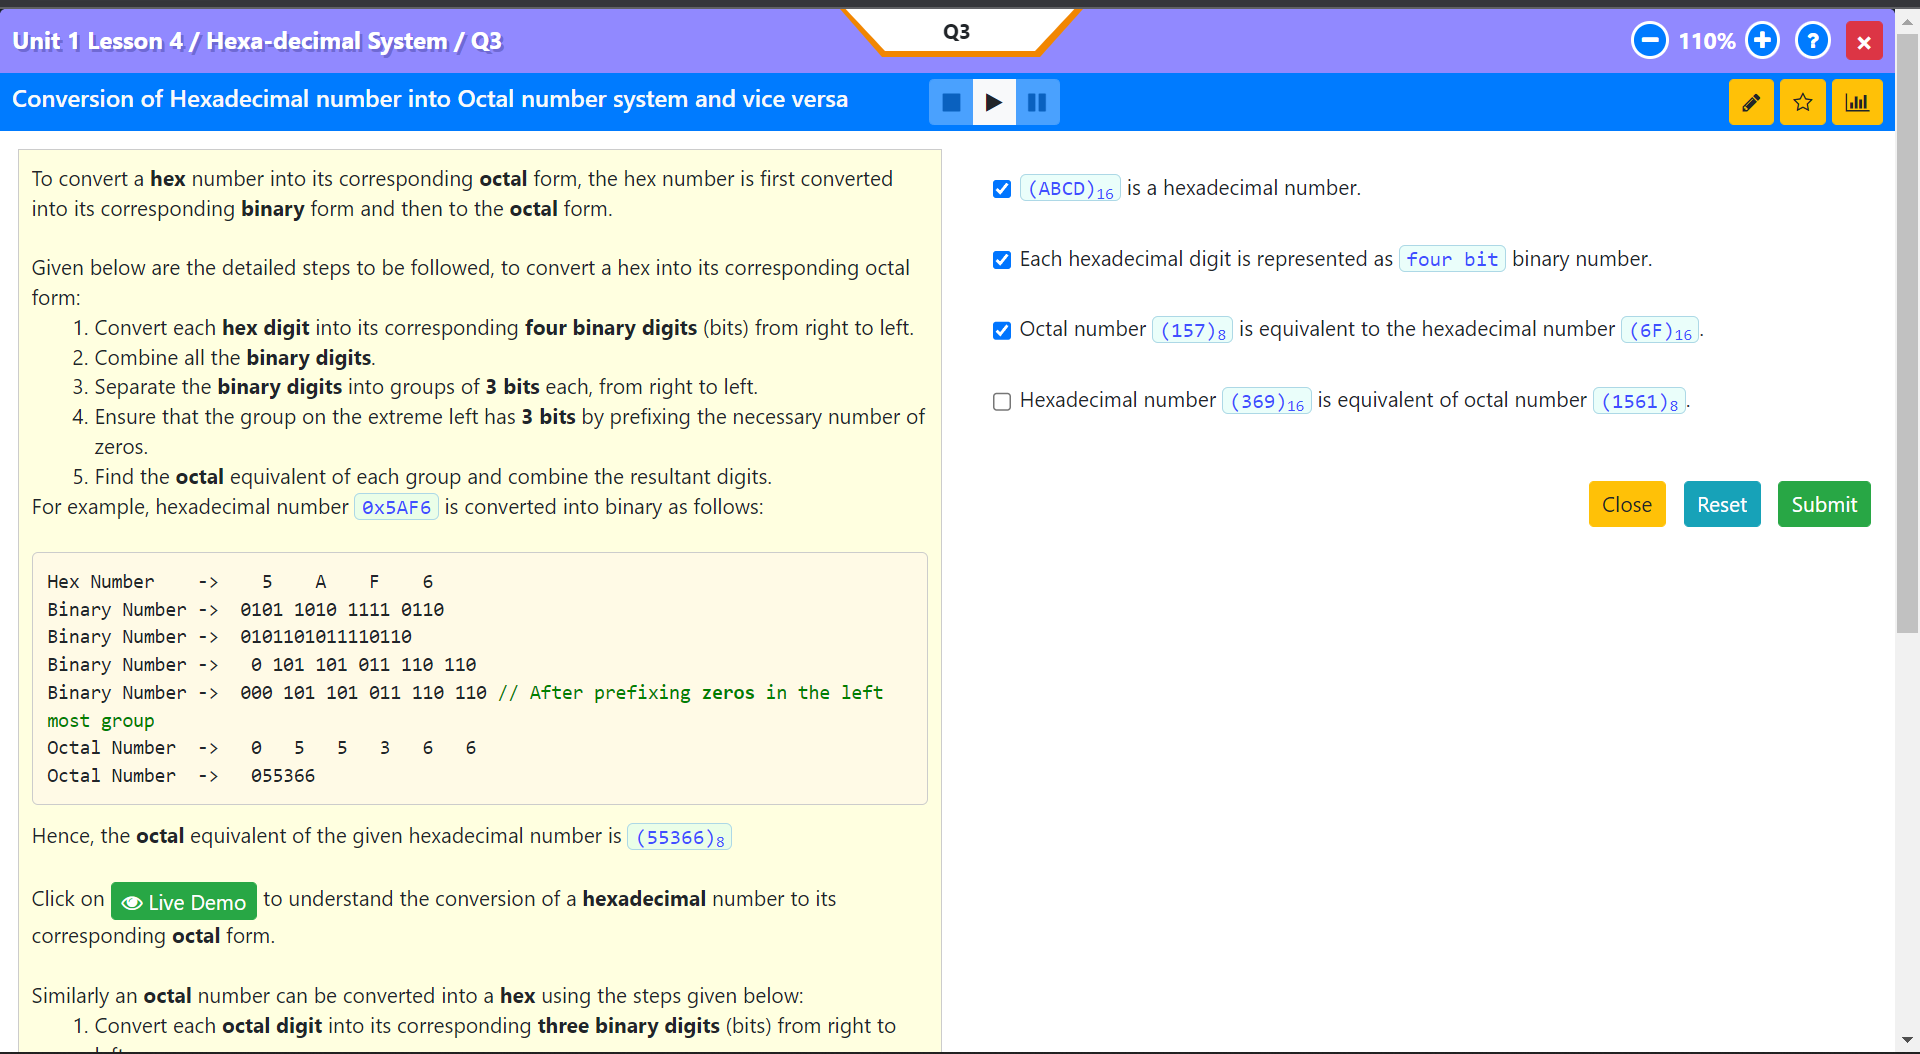 Unit 1 Lesson 4 / Hexa-decimal System / Q3
Q3
110%
Conversion of Hexadecimal number into Octal number system and vice versa
To convert a hex number into its corresponding octal form, the hex number is first converted
into its corresponding binary form and then to the octal form.
Given below are the detailed steps to be followed, to convert a hex into its corresponding octal
form:
1. Convert each hex digit into its corresponding four binary digits (bits) from right to left.
2. Combine all the binary digits.
3. Separate the binary digits into groups of 3 bits each, from right to left.
4. Ensure that the group on the extreme left has 3 bits by prefixing the necessary number of
zeros.
5. Find the octal equivalent of each group and combine the resultant digits.
For example, hexadecimal number 0x5AF6 is converted into binary as follows:
Hex Number    ->    5    A    F    6
Binary Number ->  0101 1010 1111 0110
Binary Number ->  0101101011110110
Binary Number ->   0 101 101 011 110 110
Binary Number ->  000 101 101 011 110 110 // After prefixing zeros in the left
most group
Octal Number  ->   0   5   5   3   6   6
Octal Number  ->   055366
Hence, the octal equivalent of the given hexadecimal number is (55366)8
Click on Live Demo to understand the conversion of a hexadecimal number to its
corresponding octal form.
Similarly an octal number can be converted into a hex using the steps given below:
1. Convert each octal digit into its corresponding three binary digits (bits) from right to
(ABCD)16 is a hexadecimal number.
Each hexadecimal digit is represented as four bit binary number.
Octal number (157)8 is equivalent to the hexadecimal number (6F)16.
Hexadecimal number (369)16 is equivalent of octal number (1561)8.
Close Reset Submit